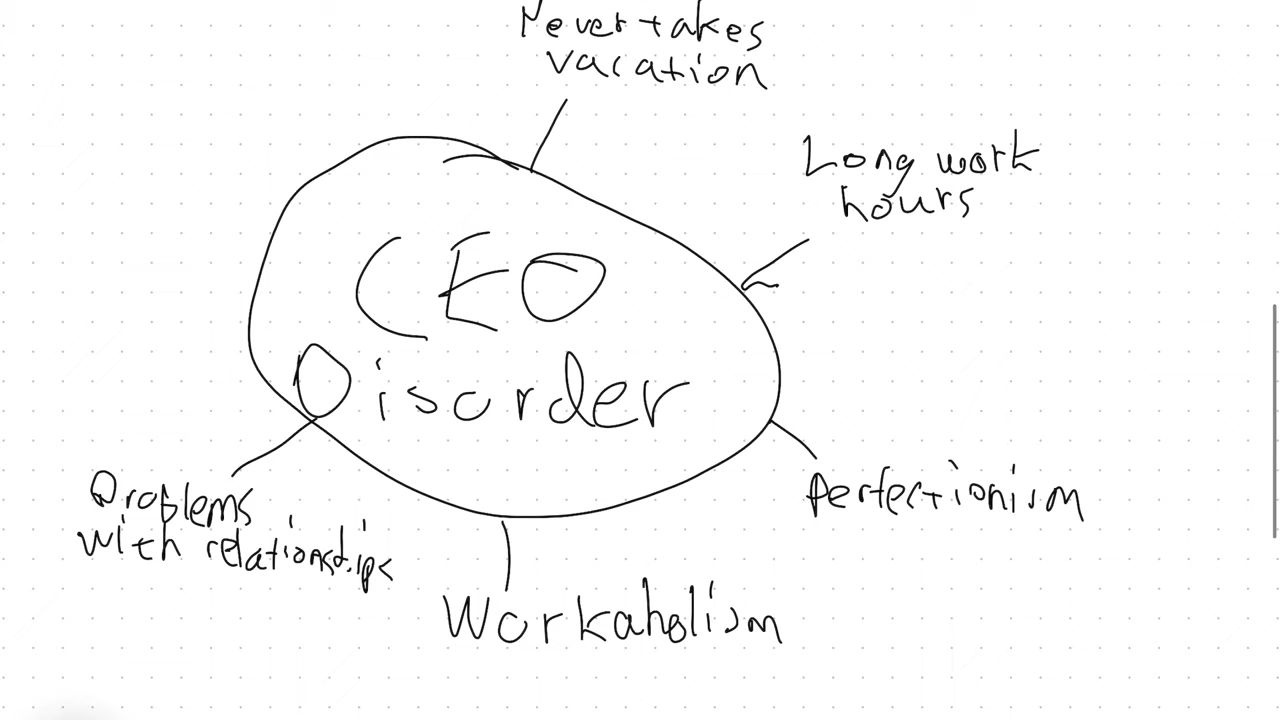 Never takes
vacation
Long work
hours
CEO
Disorder
Problems
with relationships
Perfectionism
Workaholism